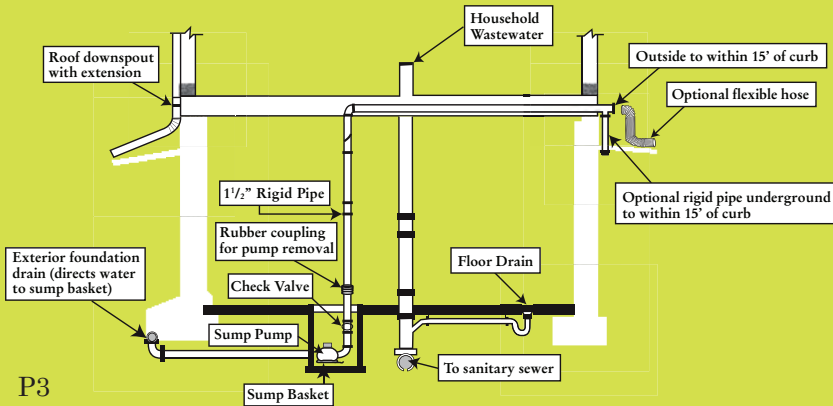 Household
Wastewater
Roof downspout
with extension
Outside to within 15’ of curb
Optional flexible hose
1 1/2” Rigid Pipe
Optional rigid pipe underground
to within 15’ of curb
Rubber coupling
for pump removal
Exterior foundation
drain (directs water
to sump basket)
Floor Drain
Check Valve
Sump Pump
To sanitary sewer
Sump Basket
P3